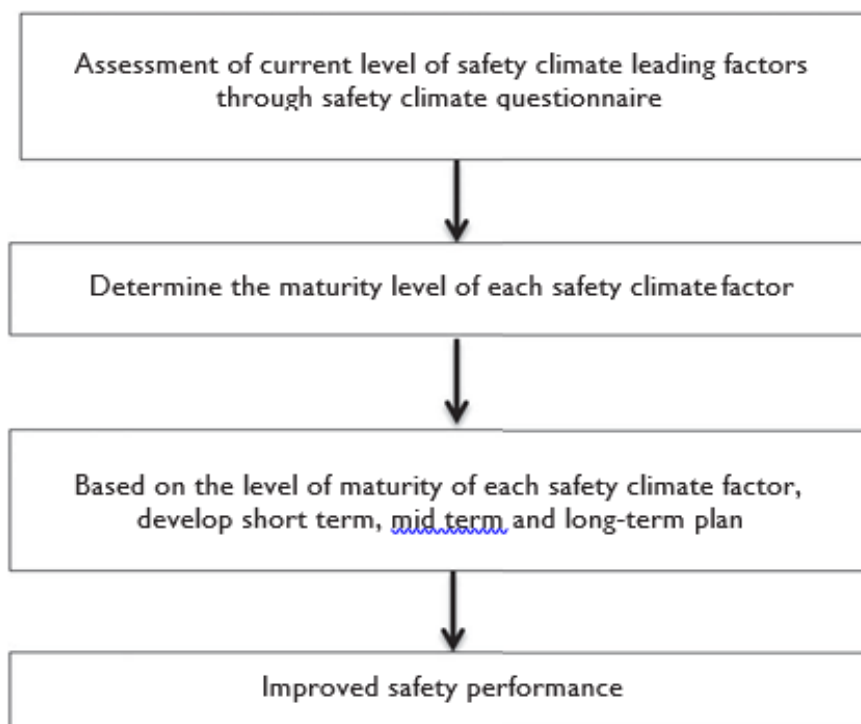 Assessment of current level of safety climate leading factors
through safety climate questionnaire
Determine the maturity level of each safety climate factor
Based on the level of maturity of each safety climate factor,
develop short term, mid term and long-term plan
Improved safety performance